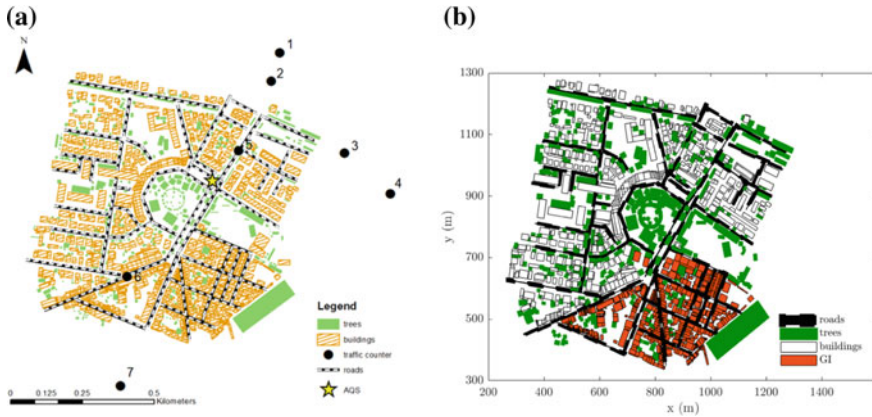 (a)
N
1
2
3
4
5
7
Legend
trees
buildings
traffic counter
roads
AQS
0 0.125 0.25 0.5
Kilometers
(b)
1300
1100
900
700
500
300
y (m)
200 400 600 800 1000 1200 1400
x (m)
roads
trees
buildings
GI